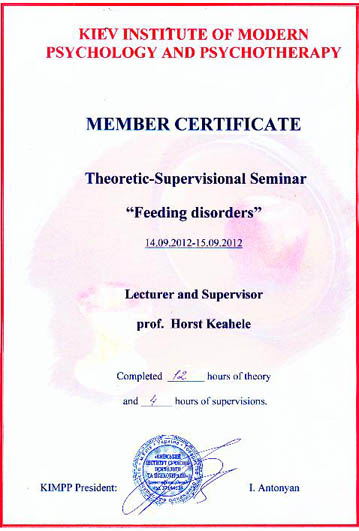 KIEV INSTITUTE OF MODERN
PSYCHOLOGY AND PSYCHOTHERAPY
MEMBER CERTIFICATE
Theoretic-Supervisional Seminar
“Feeding disorders”
14.09.2012-15.09.2012
Lecturer and Supervisor
prof. Horst Keahele
Completed 12 hours of theory
and 4 hours of supervisions.
KIMPP President:
I. Antonyan